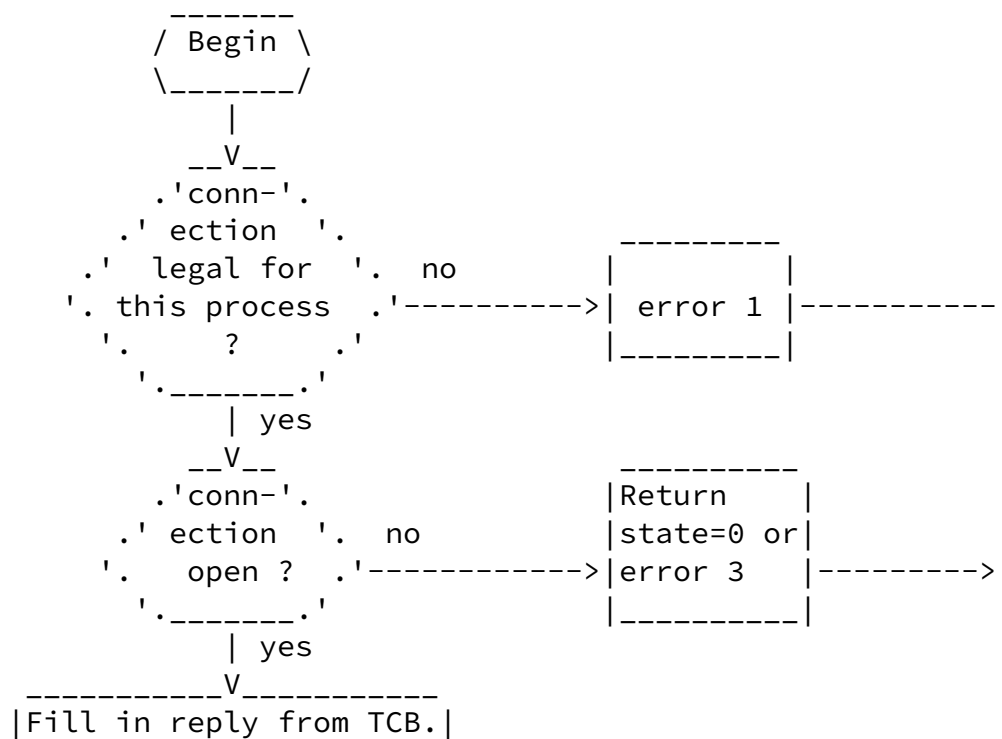 Begin
conn-
ection
legal for no
this process error 1
?
yes
conn- Return
ection no state=0 or
open ? error 3
yes
Fill in reply from TCB.